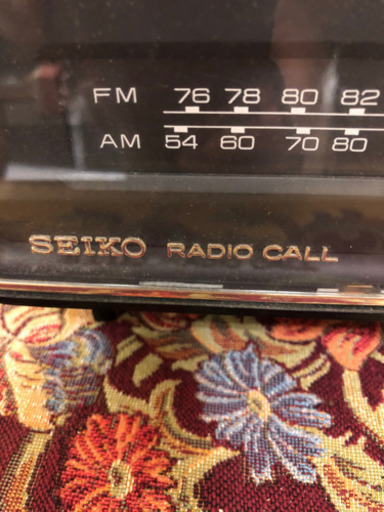 FM 76 78 80 82
AM 54 60 70 80
SEIKO RADIO CALL